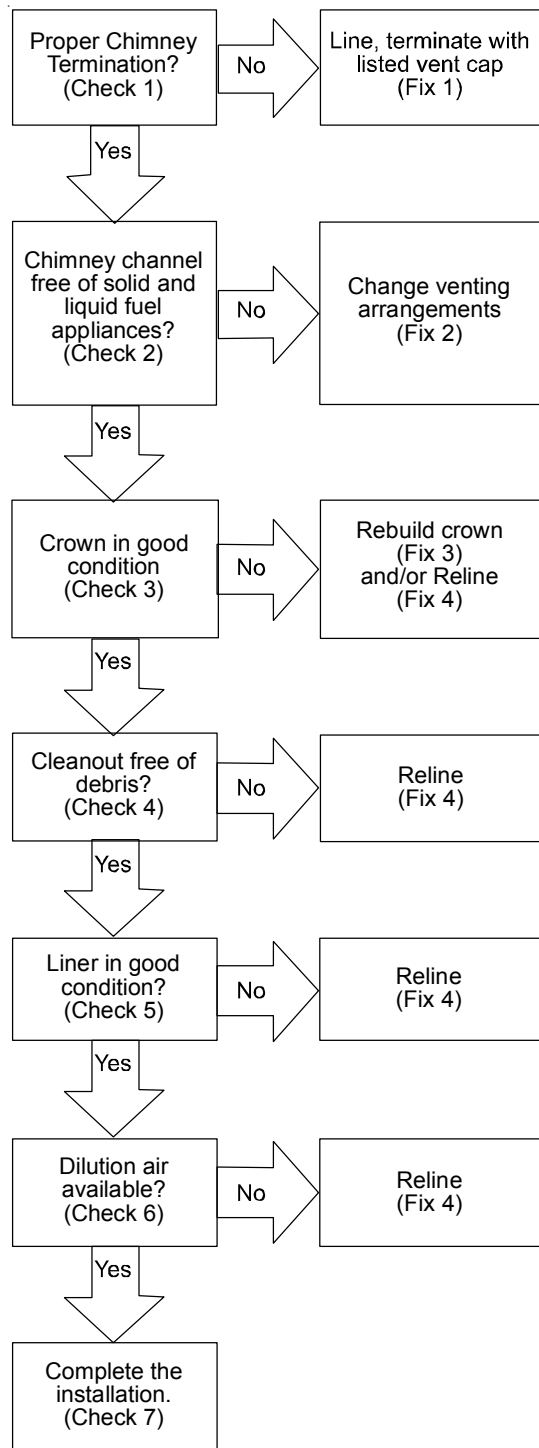 Proper Chimney
Termination?
(Check 1)
No
Line, terminate with
listed vent cap
(Fix 1)
Yes
Chimney channel
free of solid and
liquid fuel
appliances?
(Check 2)
No
Change venting
arrangements
(Fix 2)
Yes
Crown in good
condition
(Check 3)
No
Rebuild crown
(Fix 3)
and/or Reline
(Fix 4)
Yes
Cleanout free of
debris?
(Check 4)
No
Reline
(Fix 4)
Yes
Liner in good
condition?
(Check 5)
No
Reline
(Fix 4)
Yes
Dilution air
available?
(Check 6)
No
Reline
(Fix 4)
Yes
Complete the
installation.
(Check 7)